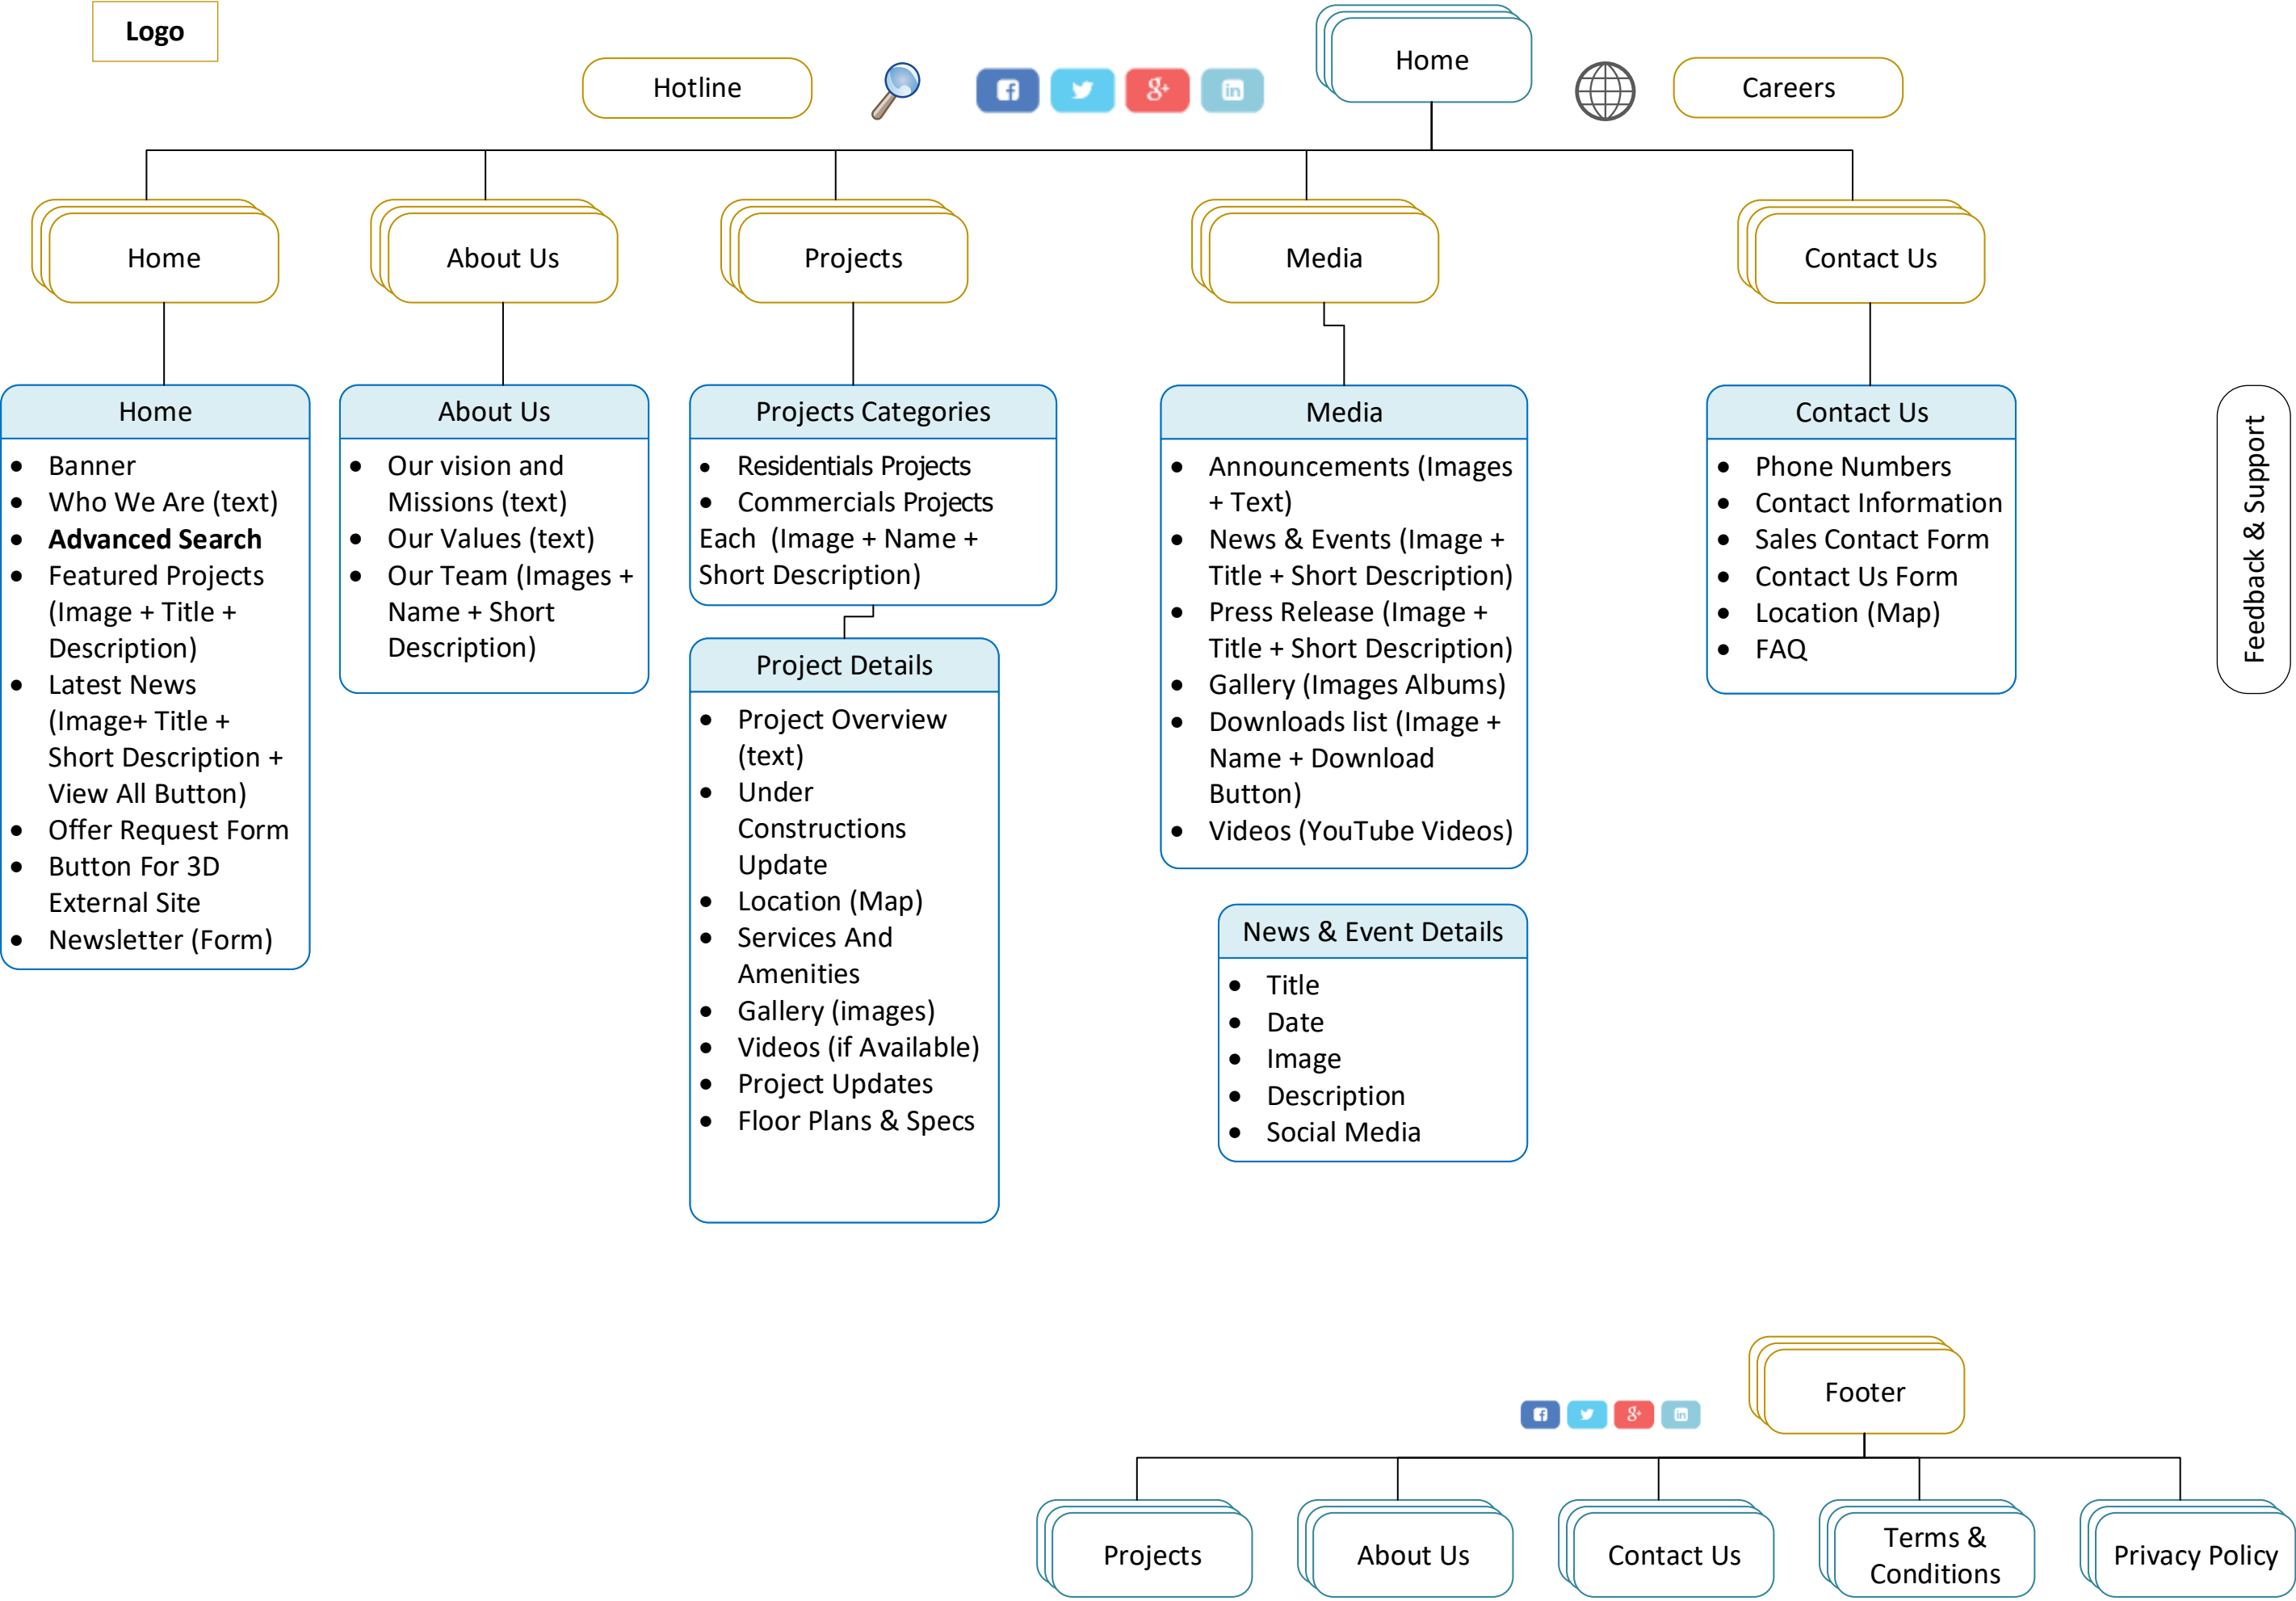 Logo
Hotline
Home
Careers
Home
About Us
Projects
Media
Contact Us
Home
• Banner
• Who We Are (text)
• Advanced Search
• Featured Projects
(Image + Title +
Description)
• Latest News
(Image+ Title +
Short Description +
View All Button)
• Offer Request Form
• Button For 3D
External Site
• Newsletter (Form)
About Us
• Our vision and
Missions (text)
• Our Values (text)
• Our Team (Images +
Name + Short
Description)
Projects Categories
• Residentials Projects
• Commercials Projects
Each (Image + Name +
Short Description)
Project Details
• Project Overview
(text)
• Under
Constructions
Update
• Location (Map)
• Services And
Amenities
• Gallery (images)
• Videos (if Available)
• Project Updates
• Floor Plans & Specs
Media
• Announcements (Images
+ Text)
• News & Events (Image +
Title + Short Description)
• Press Release (Image +
Title + Short Description)
• Gallery (Images Albums)
• Downloads list (Image +
Name + Download
Button)
• Videos (YouTube Videos)
News & Event Details
• Title
• Date
• Image
• Description
• Social Media
Contact Us
• Phone Numbers
• Contact Information
• Sales Contact Form
• Contact Us Form
• Location (Map)
• FAQ
Feedback & Support
Footer
Projects
About Us
Contact Us
Terms &
Conditions
Privacy Policy